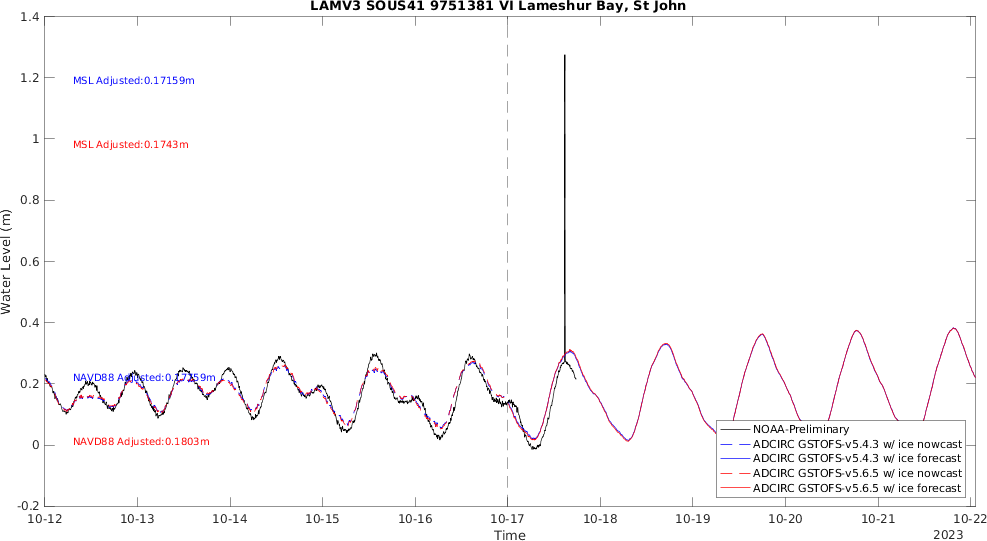 LAMV3 SOUS41 9751381 VI Lameshur Bay, St John
1.4
1.2
1
0.8
0.6
0.4
0.2
0
-0.2
Water Level (m)
MSL Adjusted:0.17159m
MSL Adjusted:0.1743m
NAVD88 Adjusted:0.17759m
NAVD88 Adjusted:0.1803m
NOAA-Preliminary
ADCIRC GSTOFS-v5.4.3 w/ ice nowcast
ADCIRC GSTOFS-v5.4.3 w/ ice forecast
ADCIRC GSTOFS-v5.6.5 w/ ice nowcast
ADCIRC GSTOFS-v5.6.5 w/ ice forecast
10-12 10-13 10-14 10-15 10-16 10-17 10-18 10-19 10-20 10-21 10-22
Time
2023